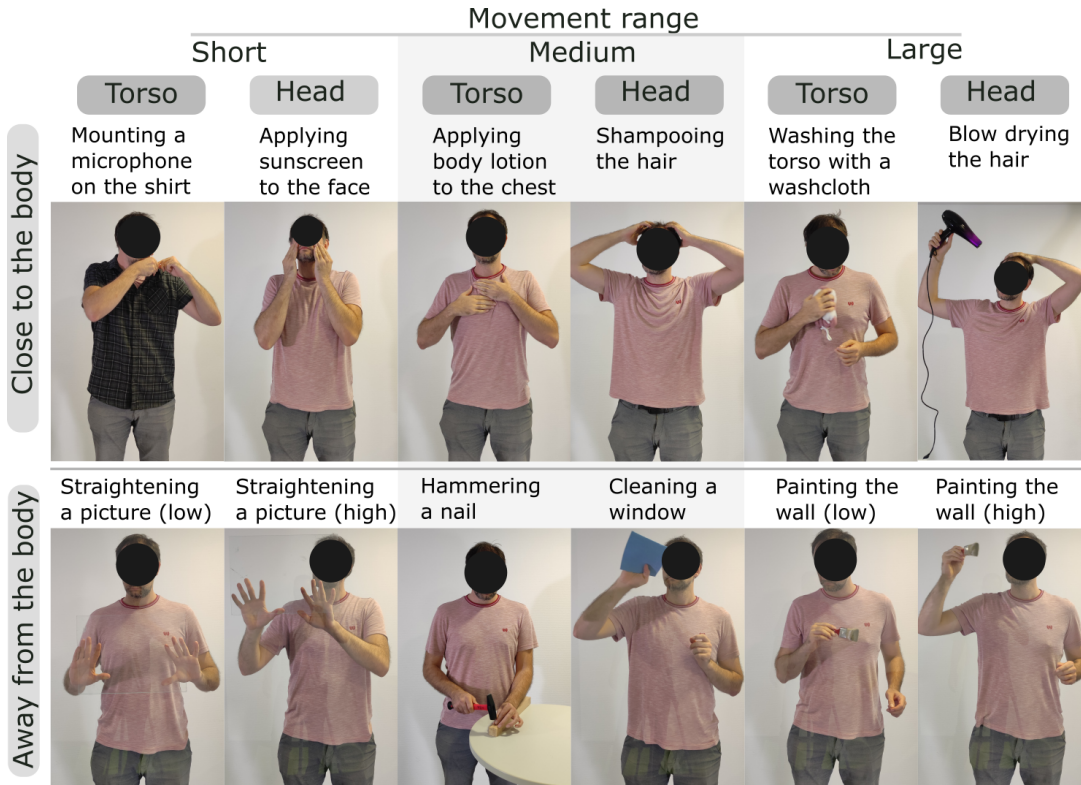 Movement range
Short
Medium
Large
Torso
Head
Torso
Head
Torso
Head
Close to the body
Mounting a
microphone
on the shirt
Applying
sunscreen
to the face
Applying
body lotion
to the chest
Shampooing
the hair
Washing the
torso with a
washcloth
Blow drying
the hair
Away from the body
Straightening
a picture (low)
Straightening
a picture (high)
Hammering
a nail
Cleaning a
window
Painting the
wall (low)
Painting the
wall (high)